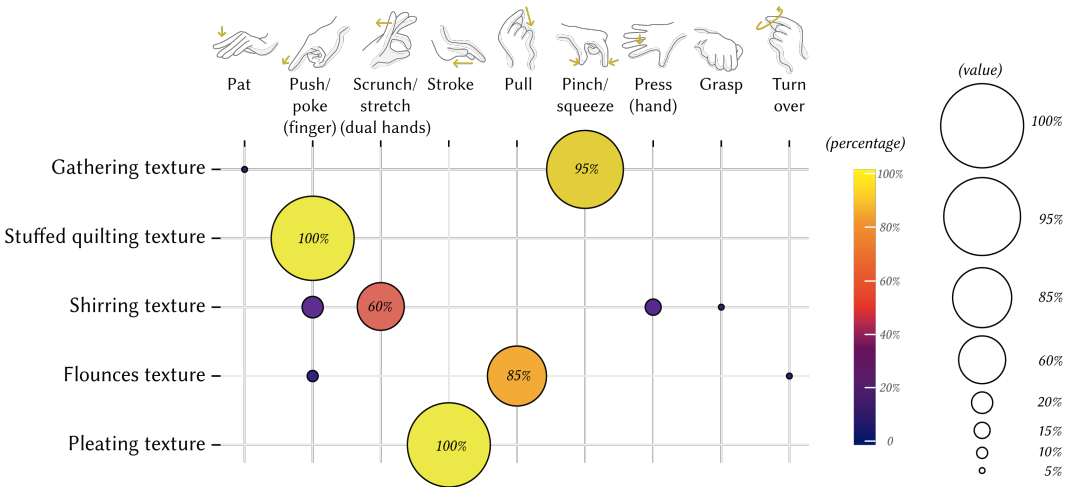 Pat
Push/
poke
(finger)
Scrunch/
stretch
(dual hands)
Stroke
Pull
Pinch/
squeeze
Press
(hand)
Grasp
Turn
over
Gathering texture
95%
Stuffed quilting texture
100%
Shirring texture
60%
Flounces texture
85%
Pleating texture
100%
(percentage)
100%
80%
60%
40%
20%
0
(value)
100%
95%
85%
60%
20%
15%
10%
5%